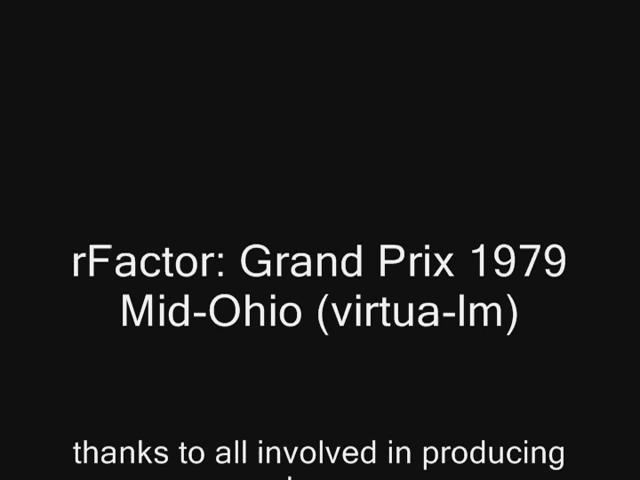 rFactor: Grand Prix 1979
Mid-Ohio (virtua-lm)
thanks to all involved in producing